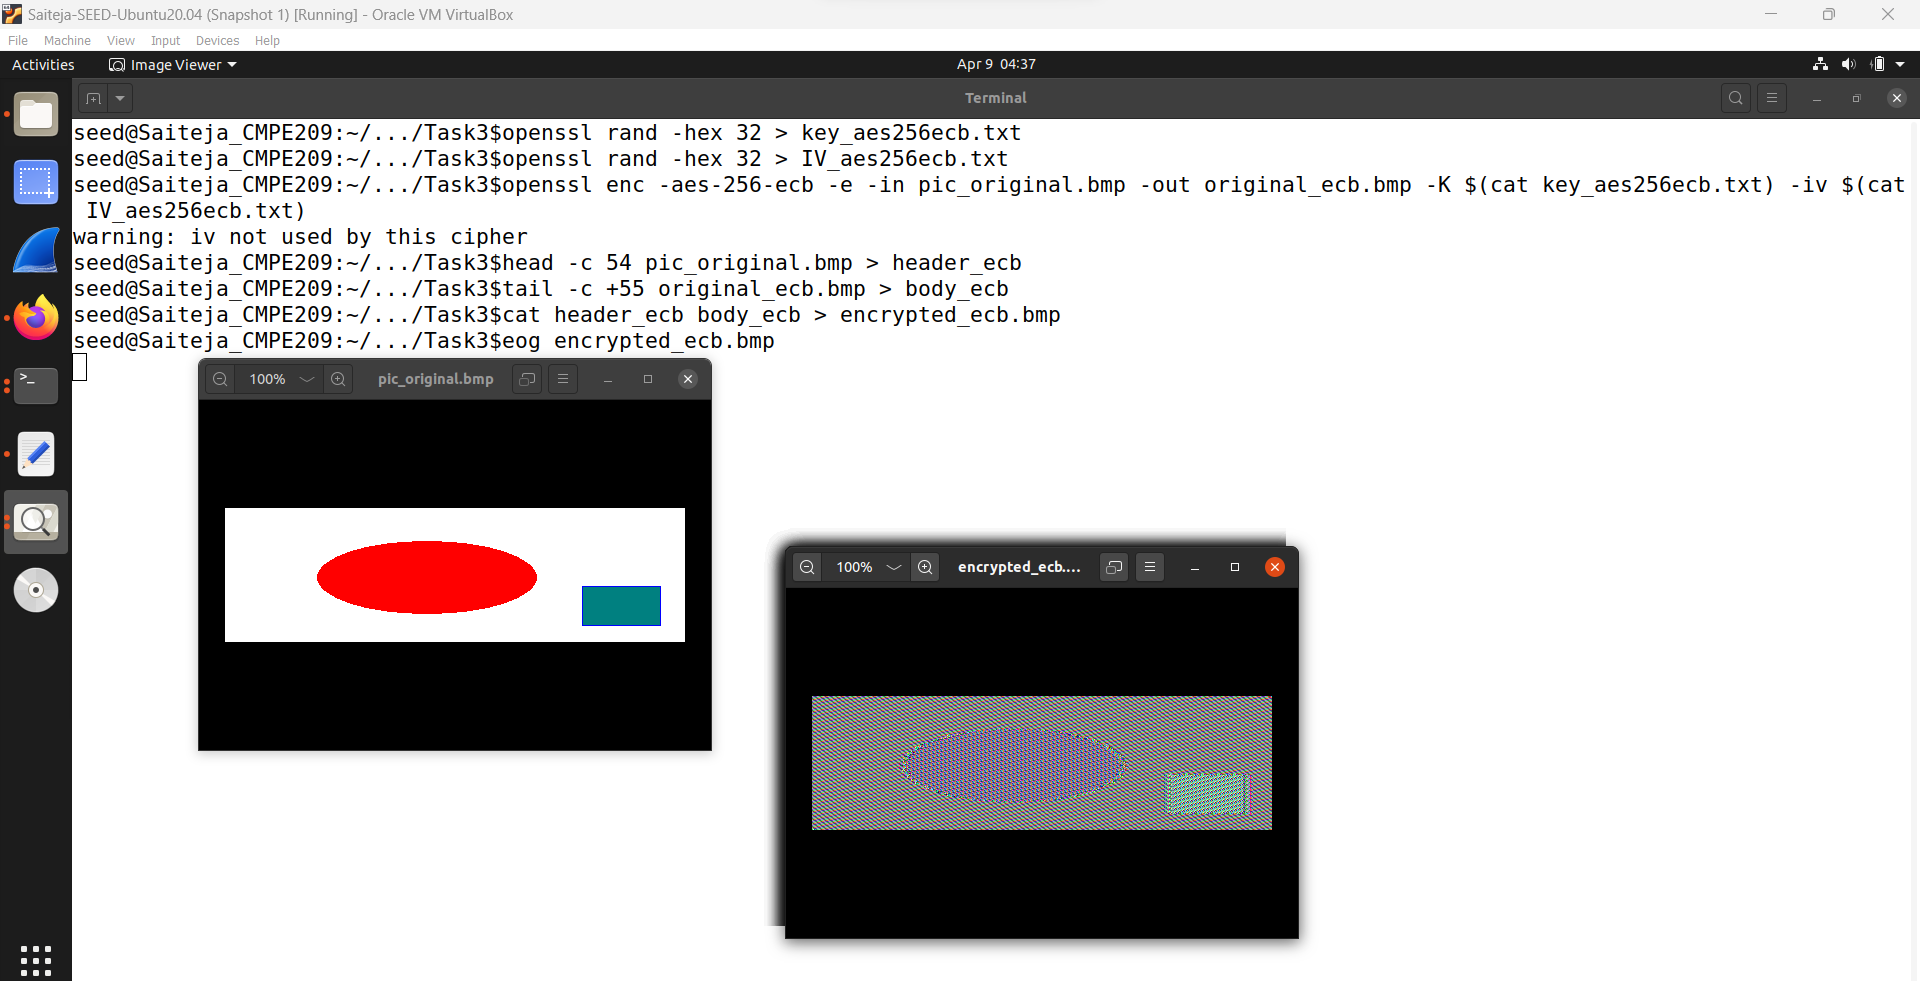 Saiteja-SEED-Ubuntu20.04 (Snapshot 1) [Running] - Oracle VM VirtualBox
File Machine View Input Devices Help
Activities Image Viewer Apr 9 04:37
Terminal
seed@Saiteja_CMPE209:~/.../Task3$openssl rand -hex 32 > key_aes256ecb.txt
seed@Saiteja_CMPE209:~/.../Task3$openssl rand -hex 32 > IV_aes256ecb.txt
seed@Saiteja_CMPE209:~/.../Task3$openssl enc -aes-256-ecb -e -in pic_original.bmp -out original_ecb.bmp -K $(cat key_aes256ecb.txt) -iv $(cat
 IV_aes256ecb.txt)
warning: iv not used by this cipher
seed@Saiteja_CMPE209:~/.../Task3$head -c 54 pic_original.bmp > header_ecb
seed@Saiteja_CMPE209:~/.../Task3$tail -c +55 original_ecb.bmp > body_ecb
seed@Saiteja_CMPE209:~/.../Task3$cat header_ecb body_ecb > encrypted_ecb.bmp
seed@Saiteja_CMPE209:~/.../Task3$eog encrypted_ecb.bmp
100% pic_original.bmp
100% encrypted_ecb....